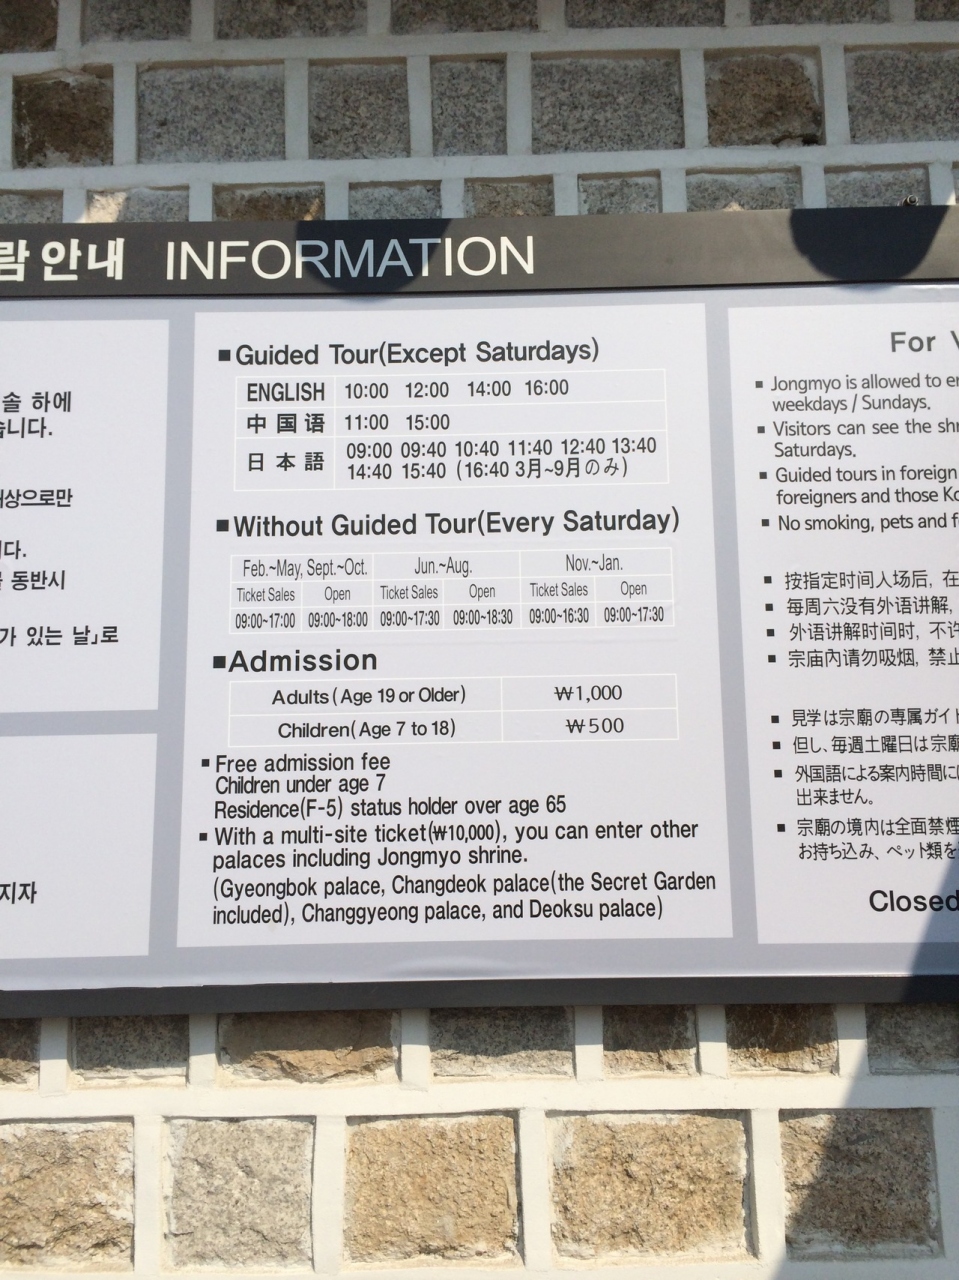 람 안내 INFORMATION
솔 하에
습니다.
대상으로만
다.
동반시
가 있는 날」로
지자
■ Guided Tour(Except Saturdays)
ENGLISH 10:00 12:00 14:00 16:00
中国语 11:00 15:00
日本語 09:00 09:40 10:40 11:40 12:40 13:40
14:40 15:40 (16:40 3月~9月のみ)
■ Without Guided Tour(Every Saturday)
Feb.~May, Sept.~Oct. Jun.~Aug. Nov.~Jan.
Ticket Sales Open Ticket Sales Open Ticket Sales Open
09:00~17:00 09:00~18:00 09:00~17:30 09:00~18:30 09:00~16:30 09:00~17:30
■ Admission
Adults(Age 19 or Older) ₩1,000
Children(Age 7 to 18) ₩500
▪ Free admission fee
Children under age 7
Residence(F-5) status holder over age 65
▪ With a multi-site ticket(₩10,000), you can enter other
palaces including Jongmyo shrine.
(Gyeongbok palace, Changdeok palace(the Secret Garden
included), Changgyeong palace, and Deoksu palace)
For
▪ Jongmyo is allowed to
weekdays / Sundays.
▪ Visitors can see the
Saturdays.
▪ Guided tours in foreign
foreigners and those
▪ No smoking, pets and
▪ 按指定时间入场后, 在
▪ 每周六没有外语讲解,
▪ 外语讲解时间时, 不许
▪ 宗庙内请勿吸烟, 禁止
▪ 見学は宗廟の専属ガイド
▪ 但し、毎週土曜日は宗廟
▪ 外国語による案内時間に
出来ません。
▪ 宗廟の境内は全面禁煙
お持ち込み、ペット類を
Closed